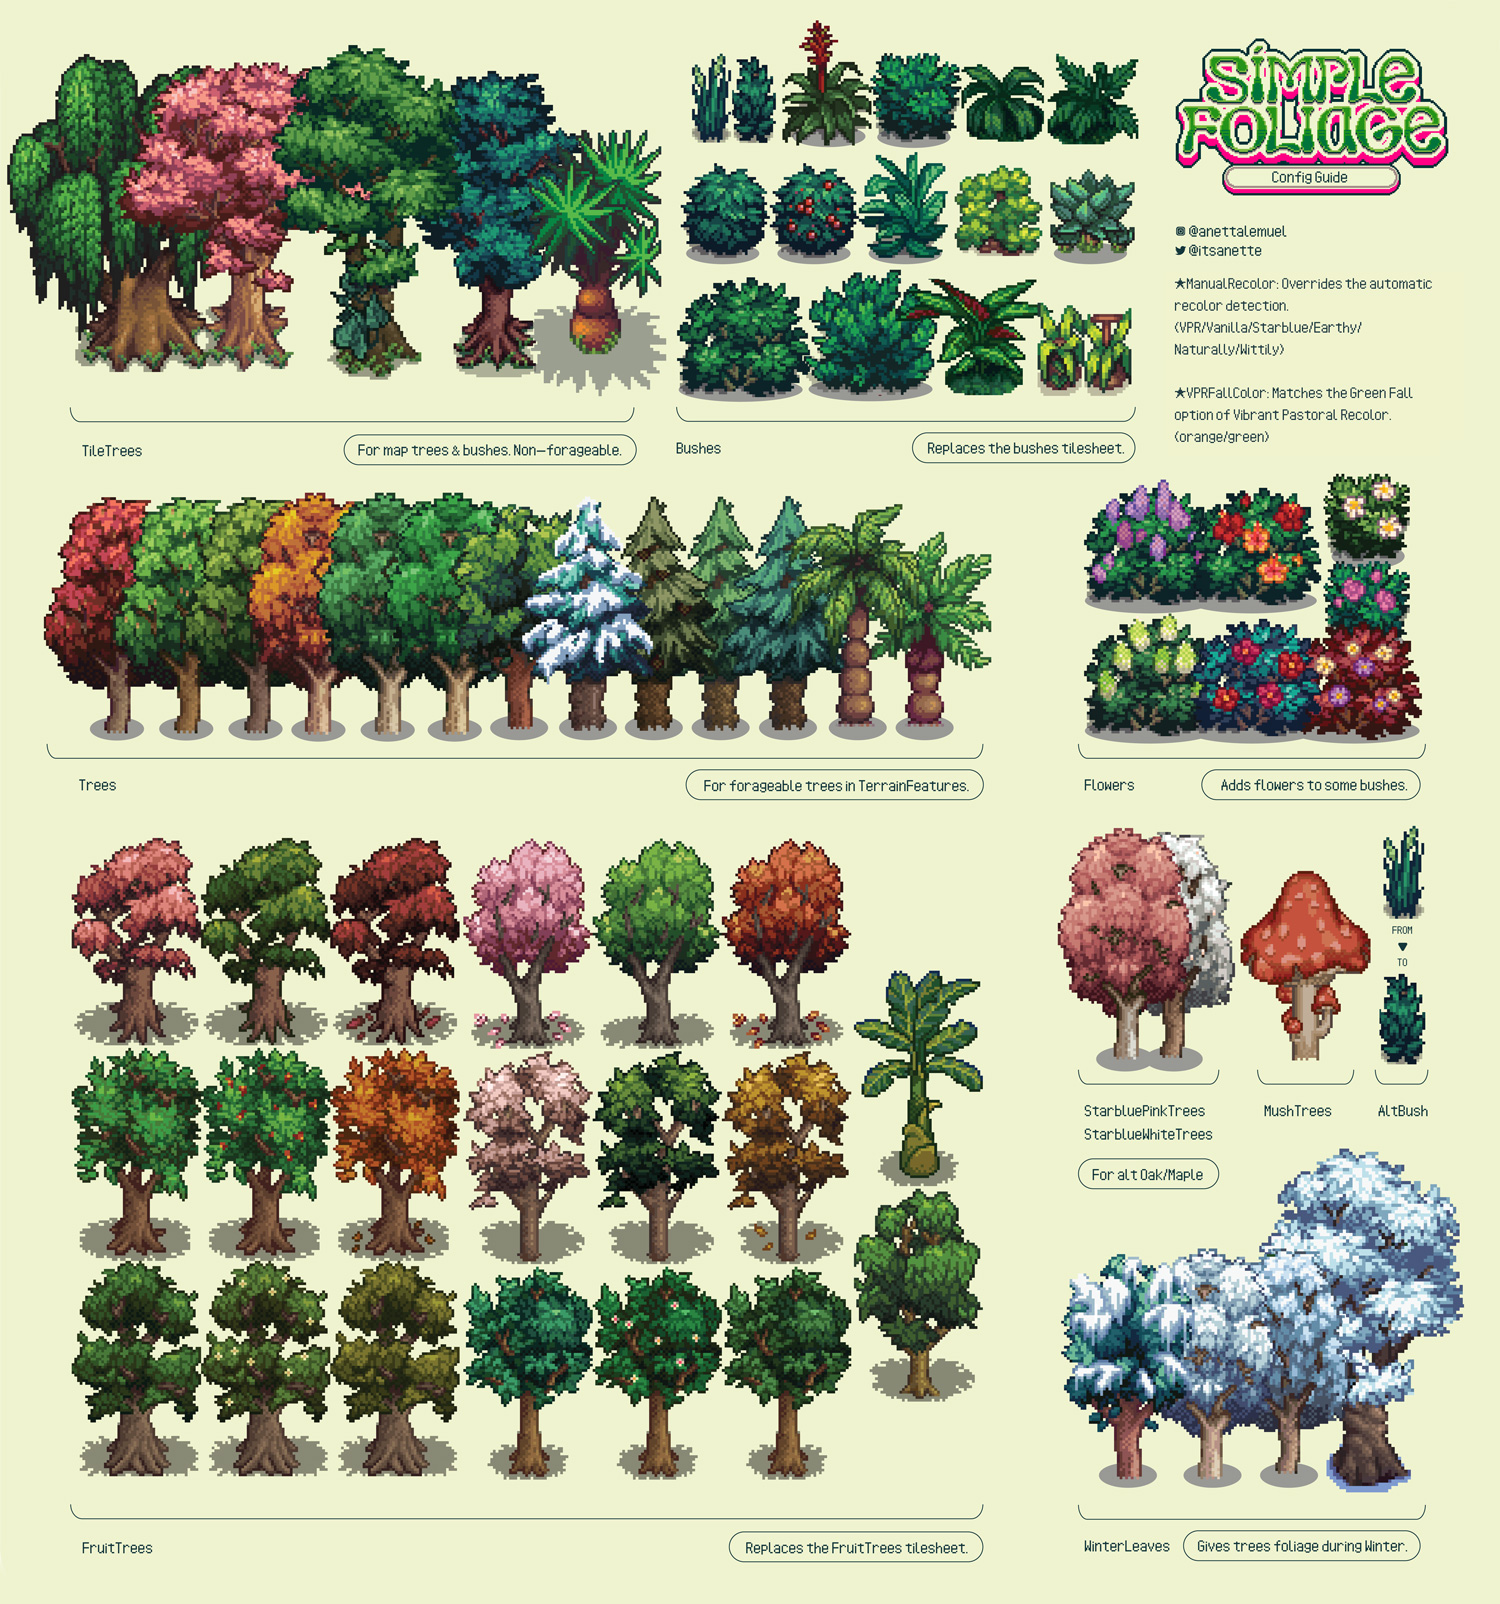 SIMPLE
FOLIAGE
Config Guide
@anettalemuel
@itsanette
★ManualRecolor: Overrides the automatic
recolor detection.
(VPR/Vanilla/Starblue/Earthy/
Naturally/Wittily)
★VPRFallColor: Matches the Green Fall
option of Vibrant Pastoral Recolor.
(orange/green)
TileTrees
For map trees & bushes. Non-forageable.
Bushes
Replaces the bushes tilesheet.
Trees
For forageable trees in TerrainFeatures.
Flowers
Adds flowers to some bushes.
FROM
TO
StarbluePinkTrees
StarblueWhiteTrees
For alt Oak/Maple
MushTrees
AltBush
FruitTrees
Replaces the FruitTrees tilesheet.
WinterLeaves
Gives trees foliage during Winter.